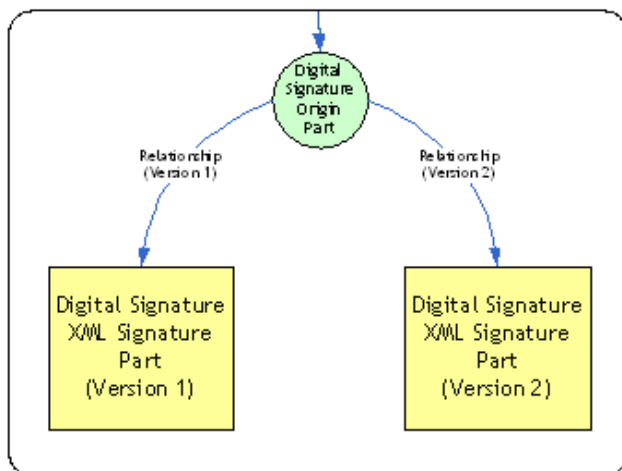 Digital
Signature
Origin
Part
Relationship
(Version 1)
Relationship
(Version 2)
Digital Signature
XML Signature
Part
(Version 1)
Digital Signature
XML Signature
Part
(Version 2)